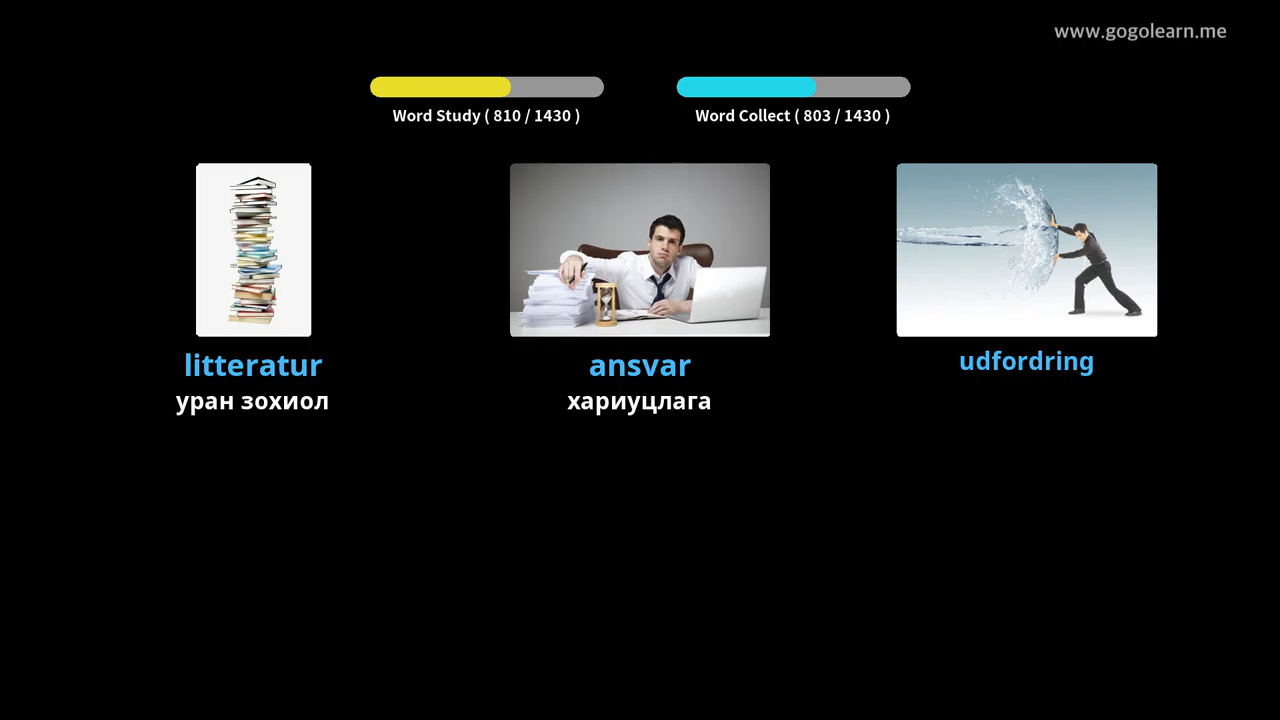 www.gogolearn.me
Word Study ( 810 / 1430 )
Word Collect ( 803 / 1430 )
litteratur
уран зохиол
ansvar
хариуцлага
udfordring